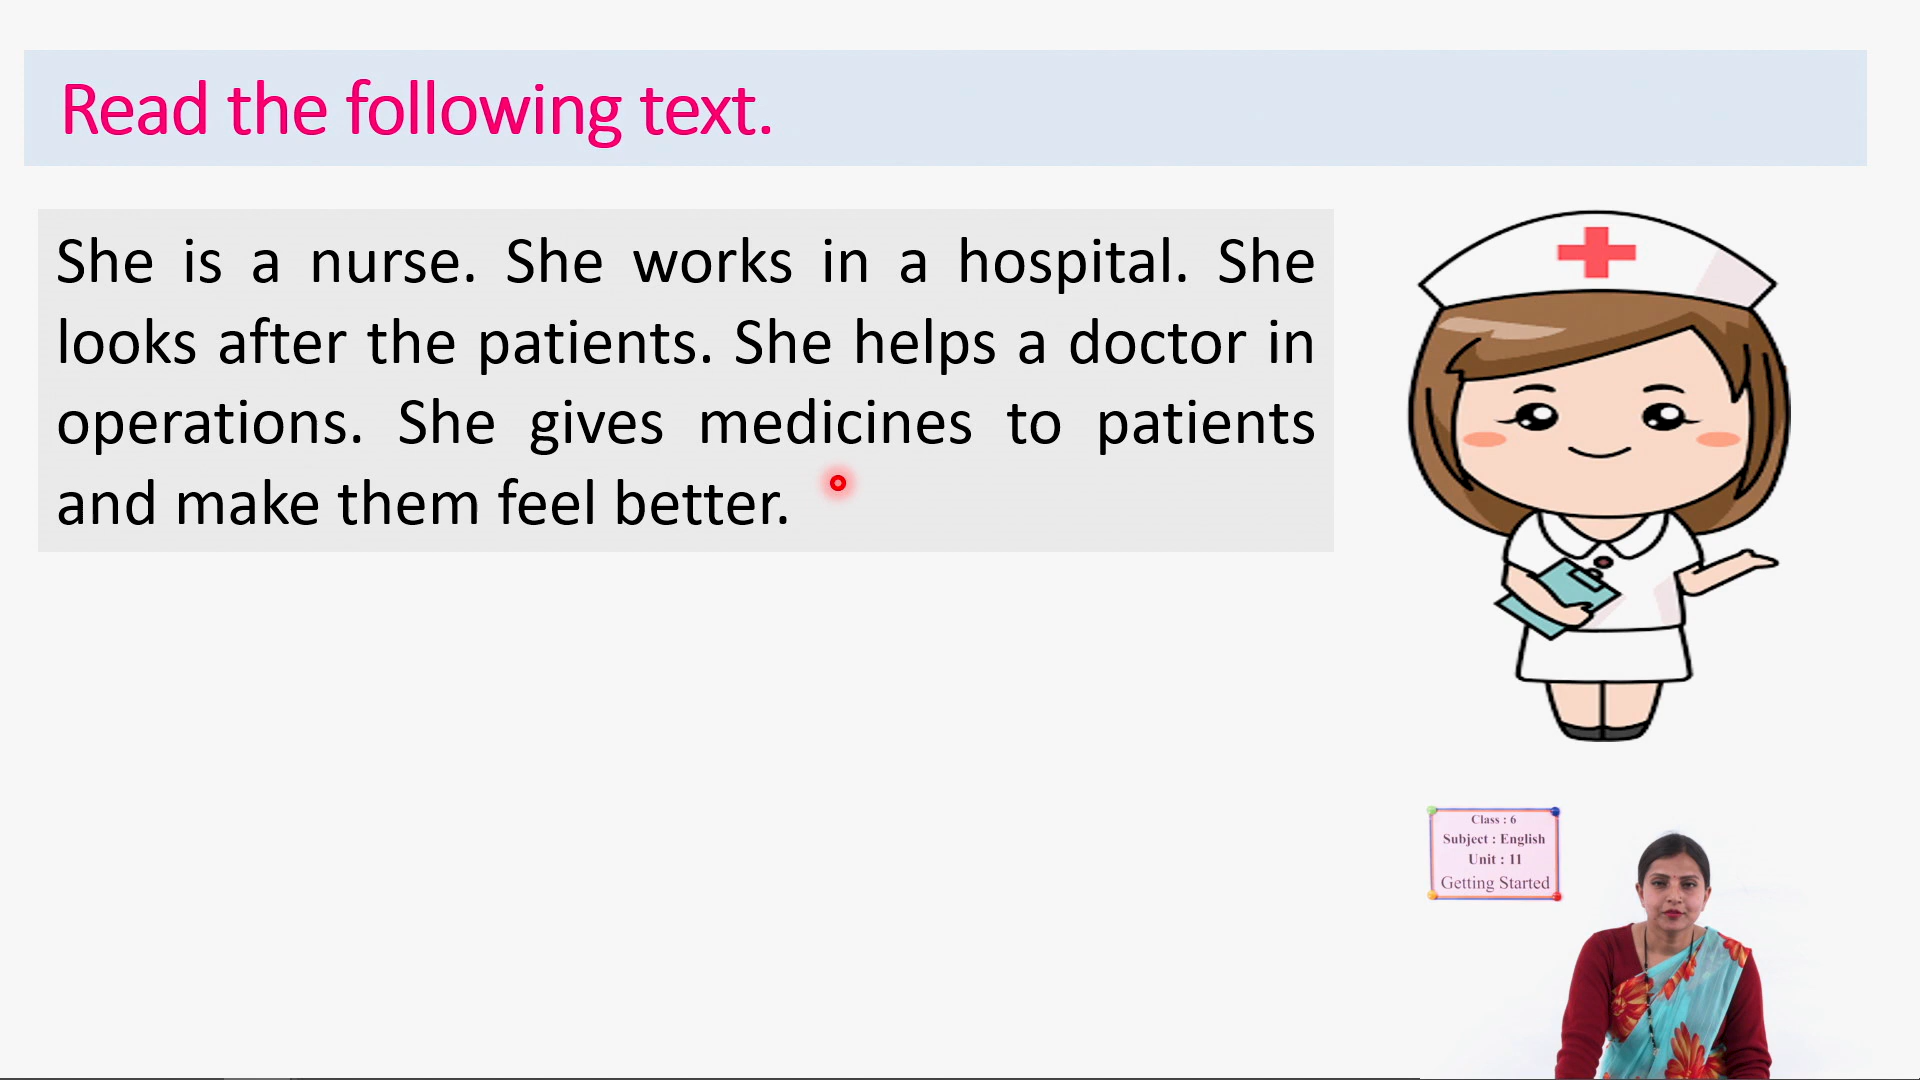 Read the following text.
She is a nurse. She works in a hospital. She
looks after the patients. She helps a doctor in
operations. She gives medicines to patients
and make them feel better.
Class : 6
Subject : English
Unit : 11
Getting Started